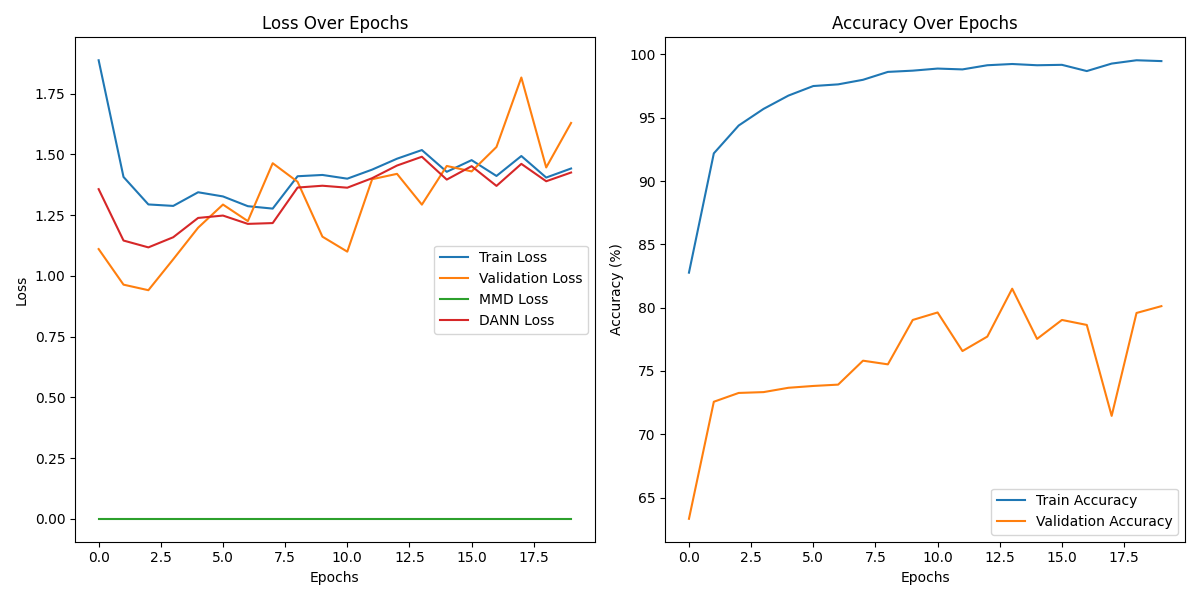 Loss Over Epochs
Loss
1.75
1.50
1.25
1.00
0.75
0.50
0.25
0.00
0.0 2.5 5.0 7.5 10.0 12.5 15.0 17.5
Epochs
Train Loss
Validation Loss
MMD Loss
DANN Loss
Accuracy Over Epochs
Accuracy (%)
100
95
90
85
80
75
70
65
0.0 2.5 5.0 7.5 10.0 12.5 15.0 17.5
Epochs
Train Accuracy
Validation Accuracy